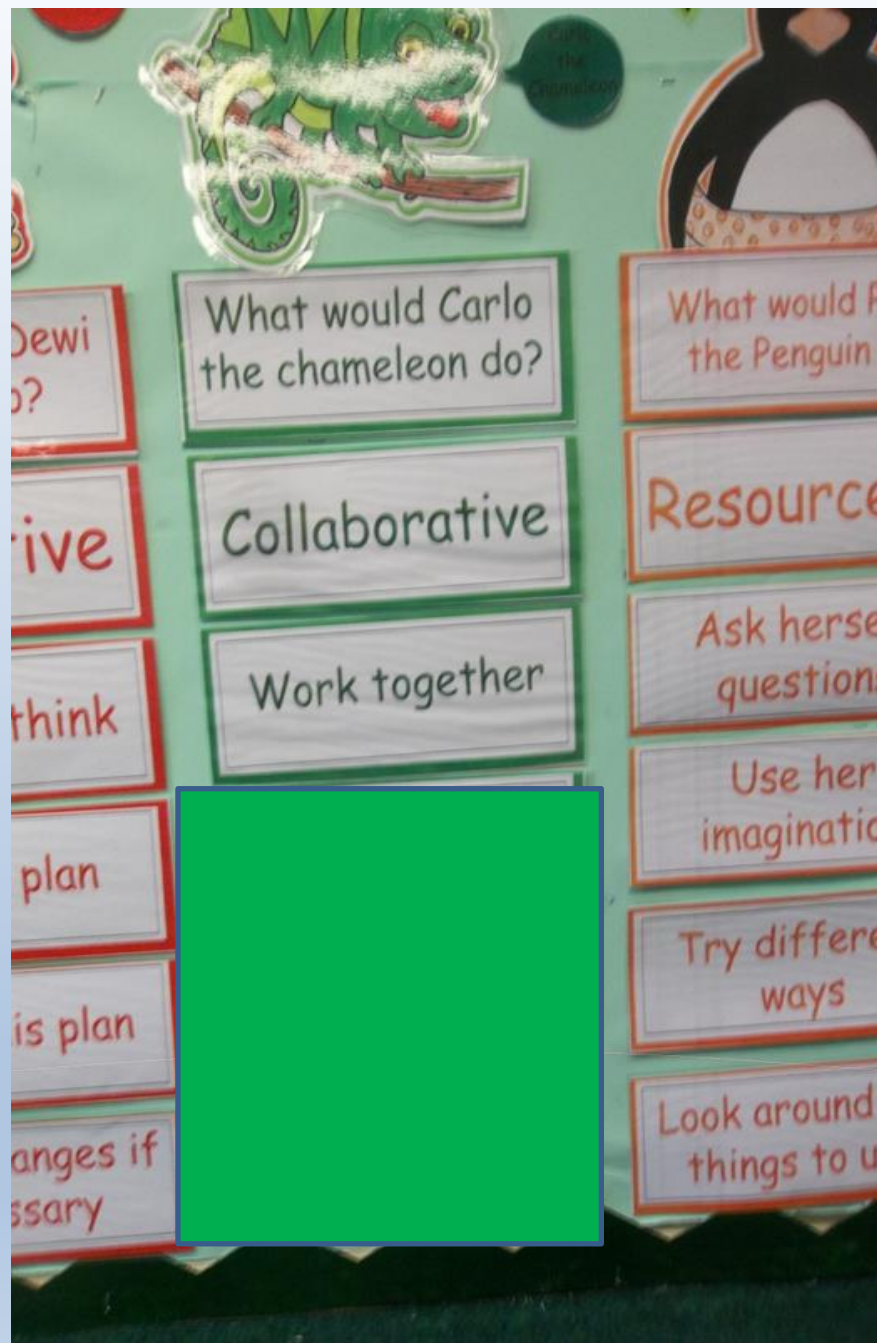 Carlo
the
Chameleon
Dewi
o?
ive
think
plan
is plan
anges if
ssary
What would Carlo
the chameleon do?
Collaborative
Work together
What would P
the Penguin
Resource
Ask herse
question
Use her
imaginatio
Try differe
ways
Look around
things to u